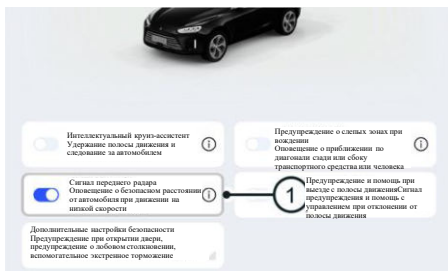 Интеллектуальный круиз-ассистент
Удержание полосы движения и
следование за автомобилем
Предупреждение о слепых зонах при
вождении
Оповещение о приближении по
диагонали сзади или сбоку
транспортного средства или человека
Сигнал переднего радара
Оповещение о безопасном расстоянии
от автомобиля при движении на
низкой скорости
1
Предупреждение и помощь при
выезде с полосы движенияСигнал
предупреждения и помощь с
управлением при отклонении от
полосы движения
Дополнительные настройки безопасности
Предупреждение при открытии двери,
предупреждение о лобовом столкновении,
вспомогательное экстренное торможение